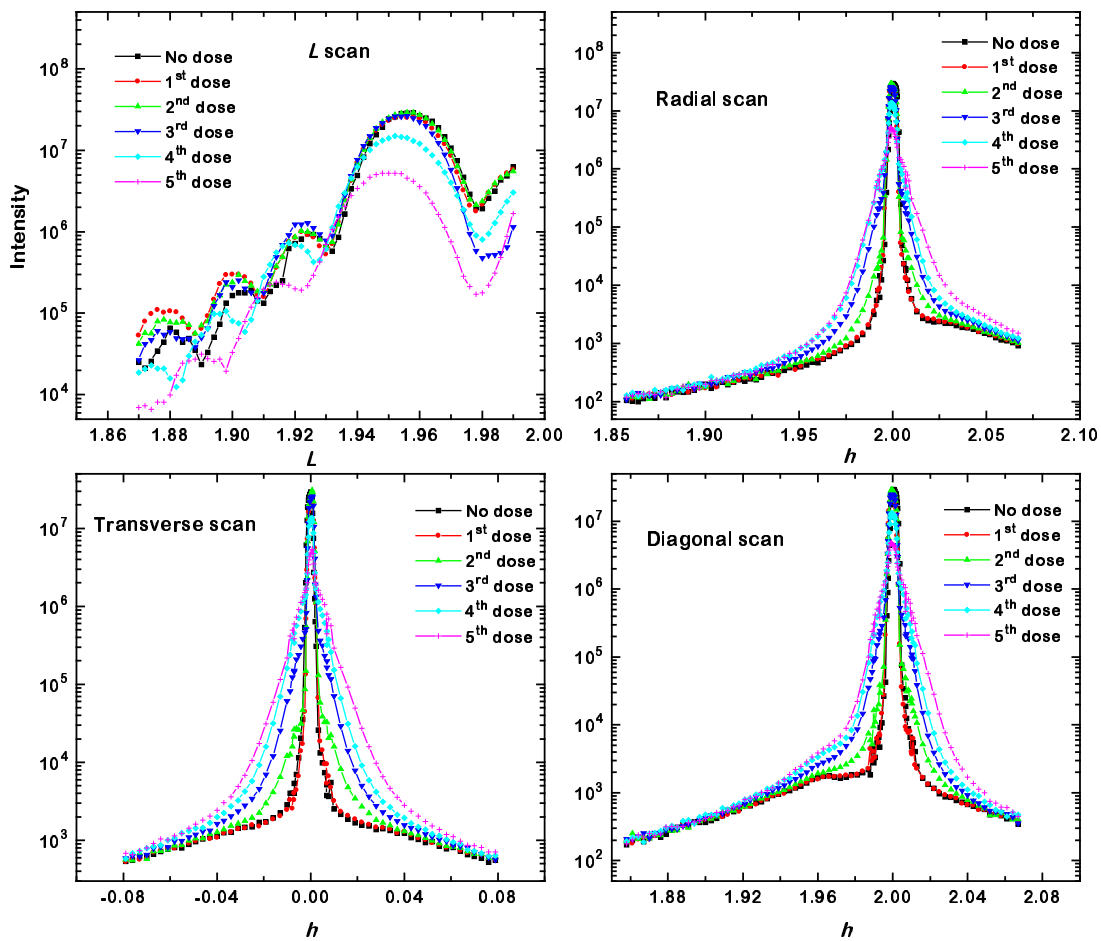 L scan
No dose
1st dose
2nd dose
3rd dose
4th dose
5th dose
Intensity
10^8
10^7
10^6
10^5
10^4
1.86 1.88 1.90 1.92 1.94 1.96 1.98 2.00
L
Radial scan
No dose
1st dose
2nd dose
3rd dose
4th dose
5th dose
10^8
10^7
10^6
10^5
10^4
10^3
10^2
1.85 1.90 1.95 2.00 2.05 2.10
h
Transverse scan
No dose
1st dose
2nd dose
3rd dose
4th dose
5th dose
10^7
10^6
10^5
10^4
10^3
-0.08 -0.04 0.00 0.04 0.08
h
Diagonal scan
No dose
1st dose
2nd dose
3rd dose
4th dose
5th dose
10^7
10^6
10^5
10^4
10^3
10^2
1.88 1.92 1.96 2.00 2.04 2.08
h